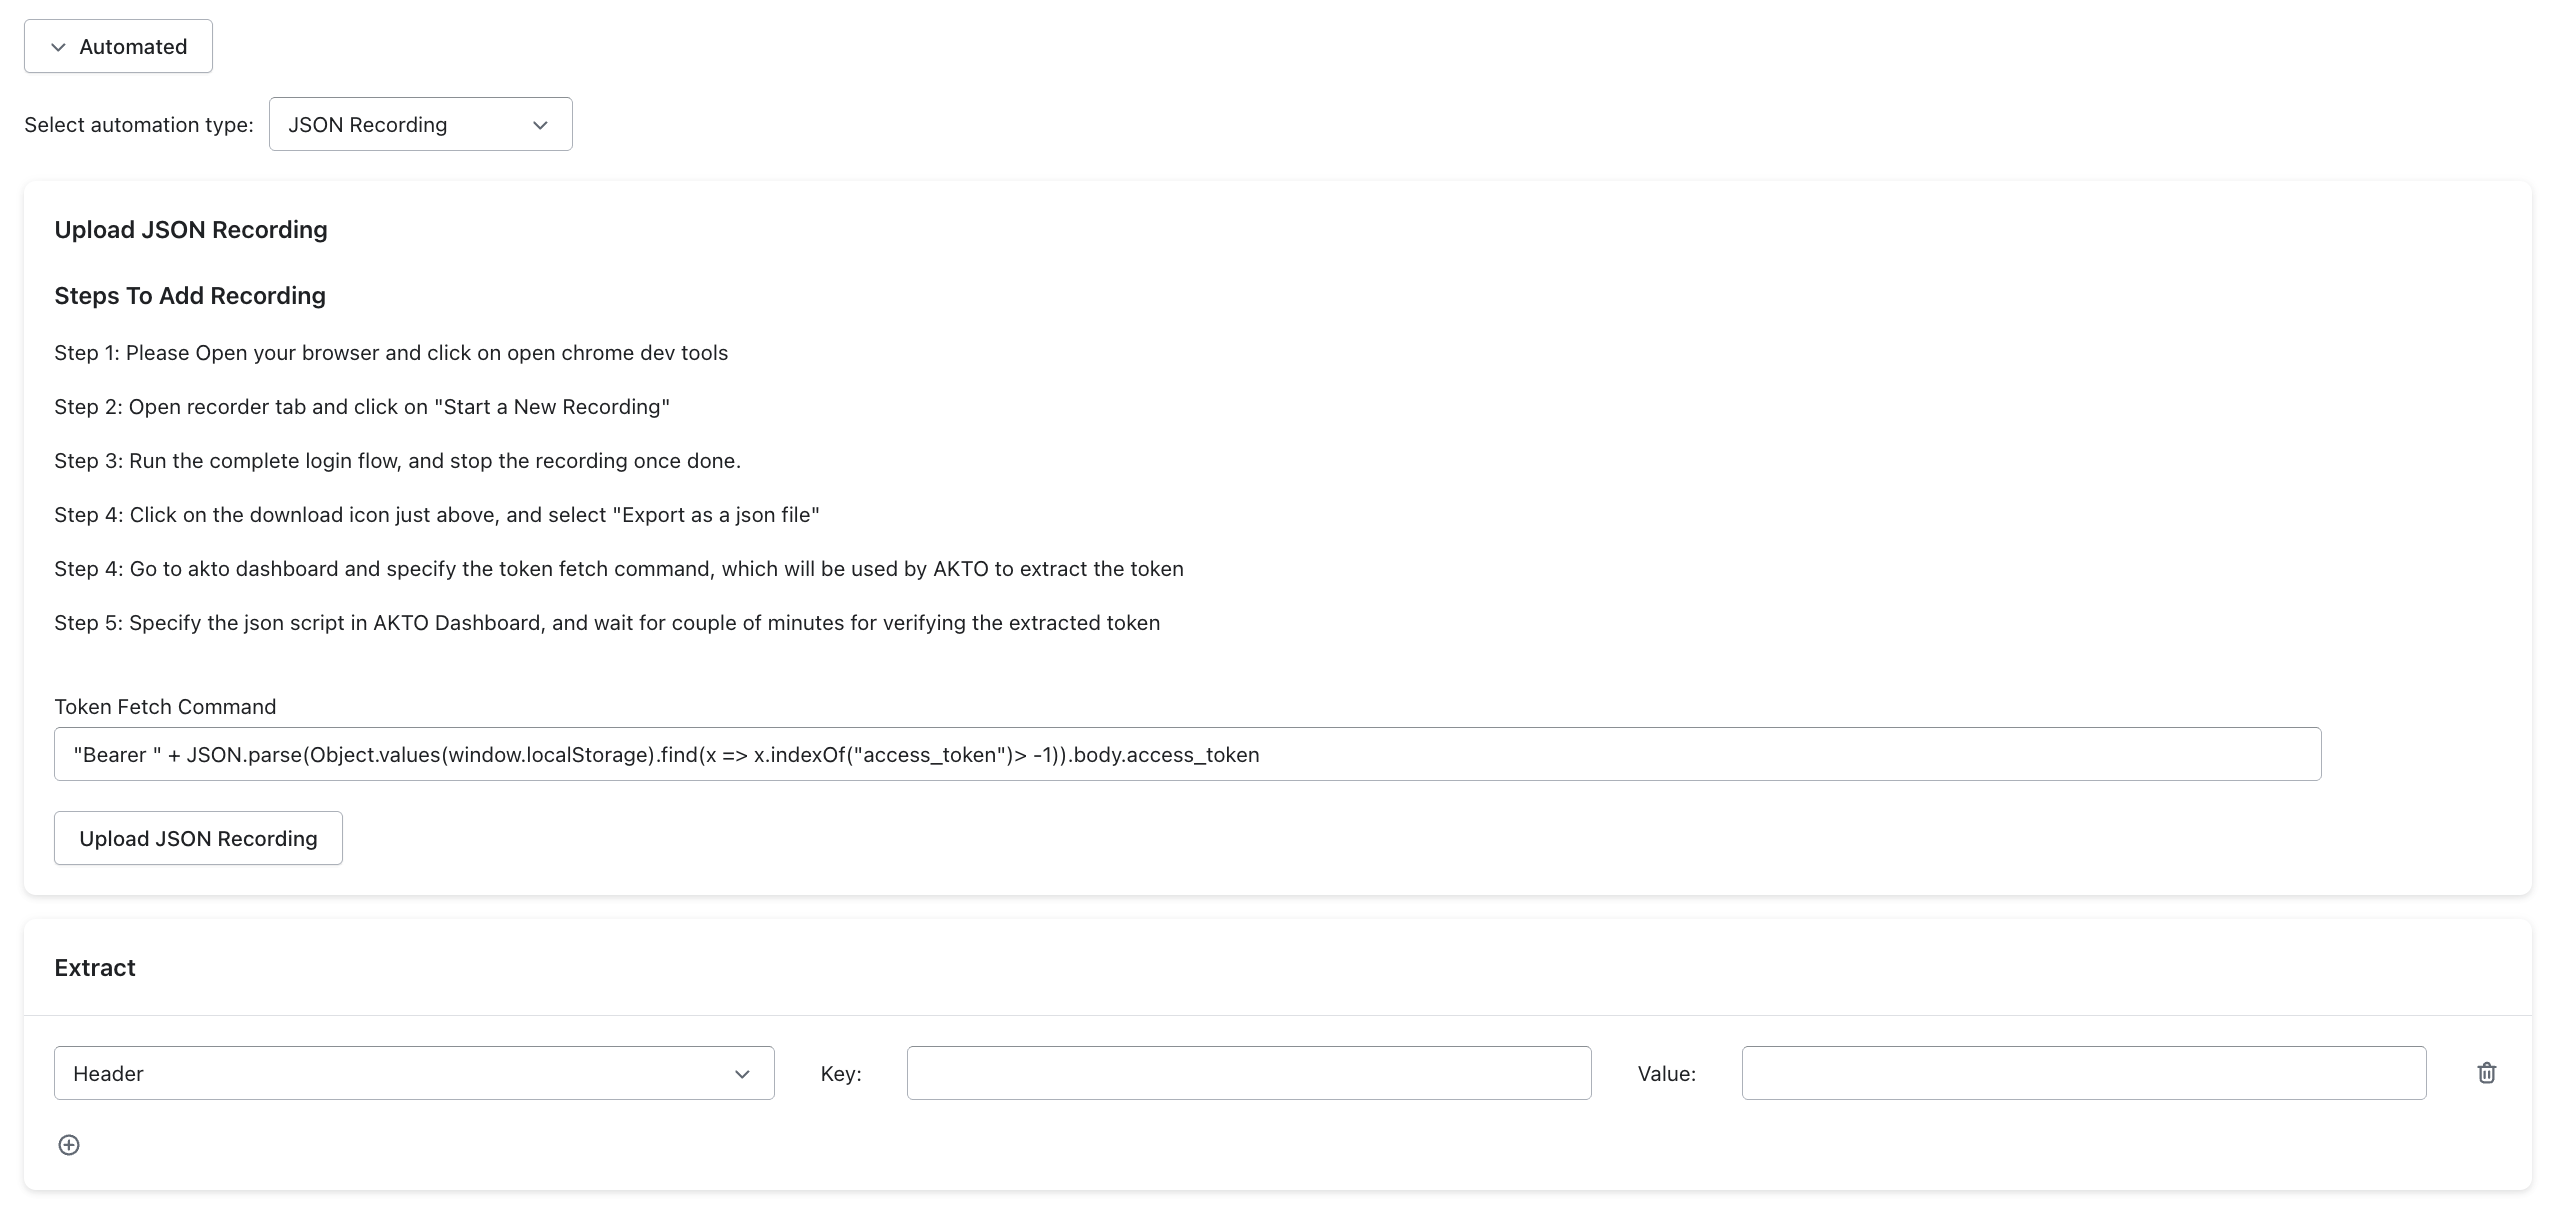 Automated
Select automation type: JSON Recording
Upload JSON Recording
Steps To Add Recording
Step 1: Please Open your browser and click on open chrome dev tools
Step 2: Open recorder tab and click on "Start a New Recording"
Step 3: Run the complete login flow, and stop the recording once done.
Step 4: Click on the download icon just above, and select "Export as a json file"
Step 4: Go to akto dashboard and specify the token fetch command, which will be used by AKTO to extract the token
Step 5: Specify the json script in AKTO Dashboard, and wait for couple of minutes for verifying the extracted token
Token Fetch Command
"Bearer " + JSON.parse(Object.values(window.localStorage).find(x => x.indexOf("access_token")> -1)).body.access_token
Upload JSON Recording
Extract
Header Key: Value: